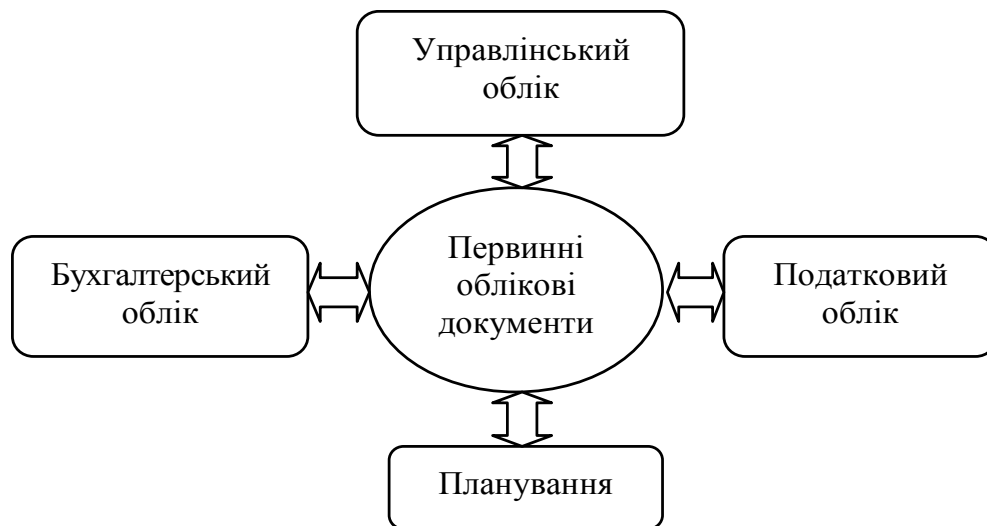 Управлінський
облік
Бухгалтерський
облік
Первинні
облікові
документи
Податковий
облік
Планування